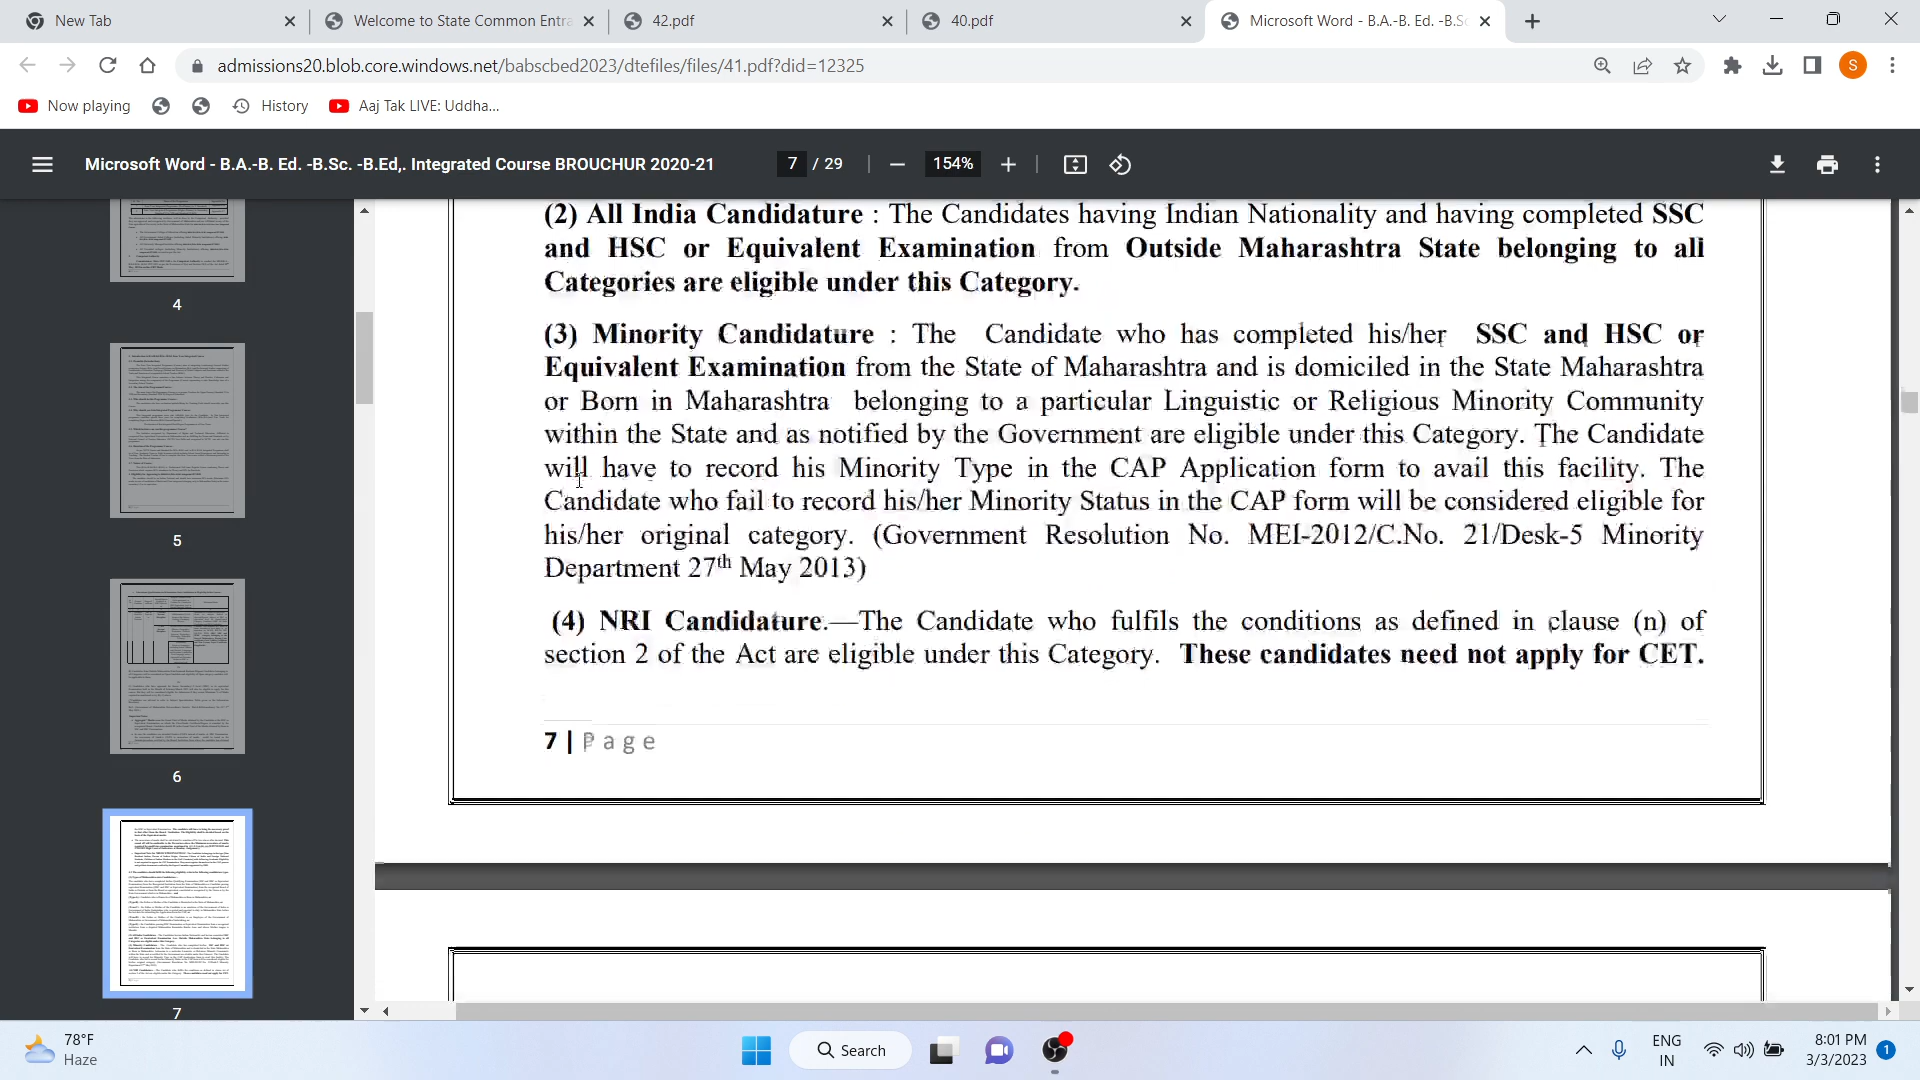 New Tab
Welcome to State Common Entra
42.pdf
40.pdf
Microsoft Word - B.A.-B. Ed. -B.Sc
admissions20.blob.core.windows.net/babscbed2023/dtefiles/files/41.pdf?did=12325
S
Now playing
History
Aaj Tak LIVE: Uddha...
Microsoft Word - B.A.-B. Ed. -B.Sc. -B.Ed,. Integrated Course BROUCHUR 2020-21
7 / 29
154%
4
5
6
7
(2) All India Candidature : The Candidates having Indian Nationality and having completed SSC
and HSC or Equivalent Examination from Outside Maharashtra State belonging to all
Categories are eligible under this Category.
(3) Minority Candidature : The Candidate who has completed his/her SSC and HSC or
Equivalent Examination from the State of Maharashtra and is domiciled in the State Maharashtra
or Born in Maharashtra belonging to a particular Linguistic or Religious Minority Community
within the State and as notified by the Government are eligible under this Category. The Candidate
will have to record his Minority Type in the CAP Application form to avail this facility. The
Candidate who fail to record his/her Minority Status in the CAP form will be considered eligible for
his/her original category. (Government Resolution No. MEI-2012/C.No. 21/Desk-5 Minority
Department 27th May 2013)
(4) NRI Candidature.—The Candidate who fulfils the conditions as defined in clause (n) of
section 2 of the Act are eligible under this Category. These candidates need not apply for CET.
7 | P a g e
78°F
Haze
Search
ENG
IN
8:01 PM
3/3/2023
1